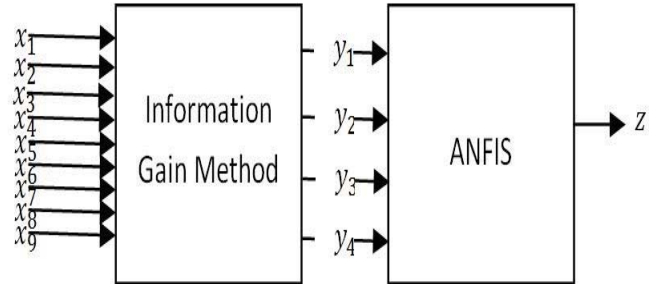 x₁
x₂
x₃
x₄
x₅
x₆
x₇
x₈
x₉
Information
Gain Method
y₁
y₂
y₃
y₄
ANFIS
z